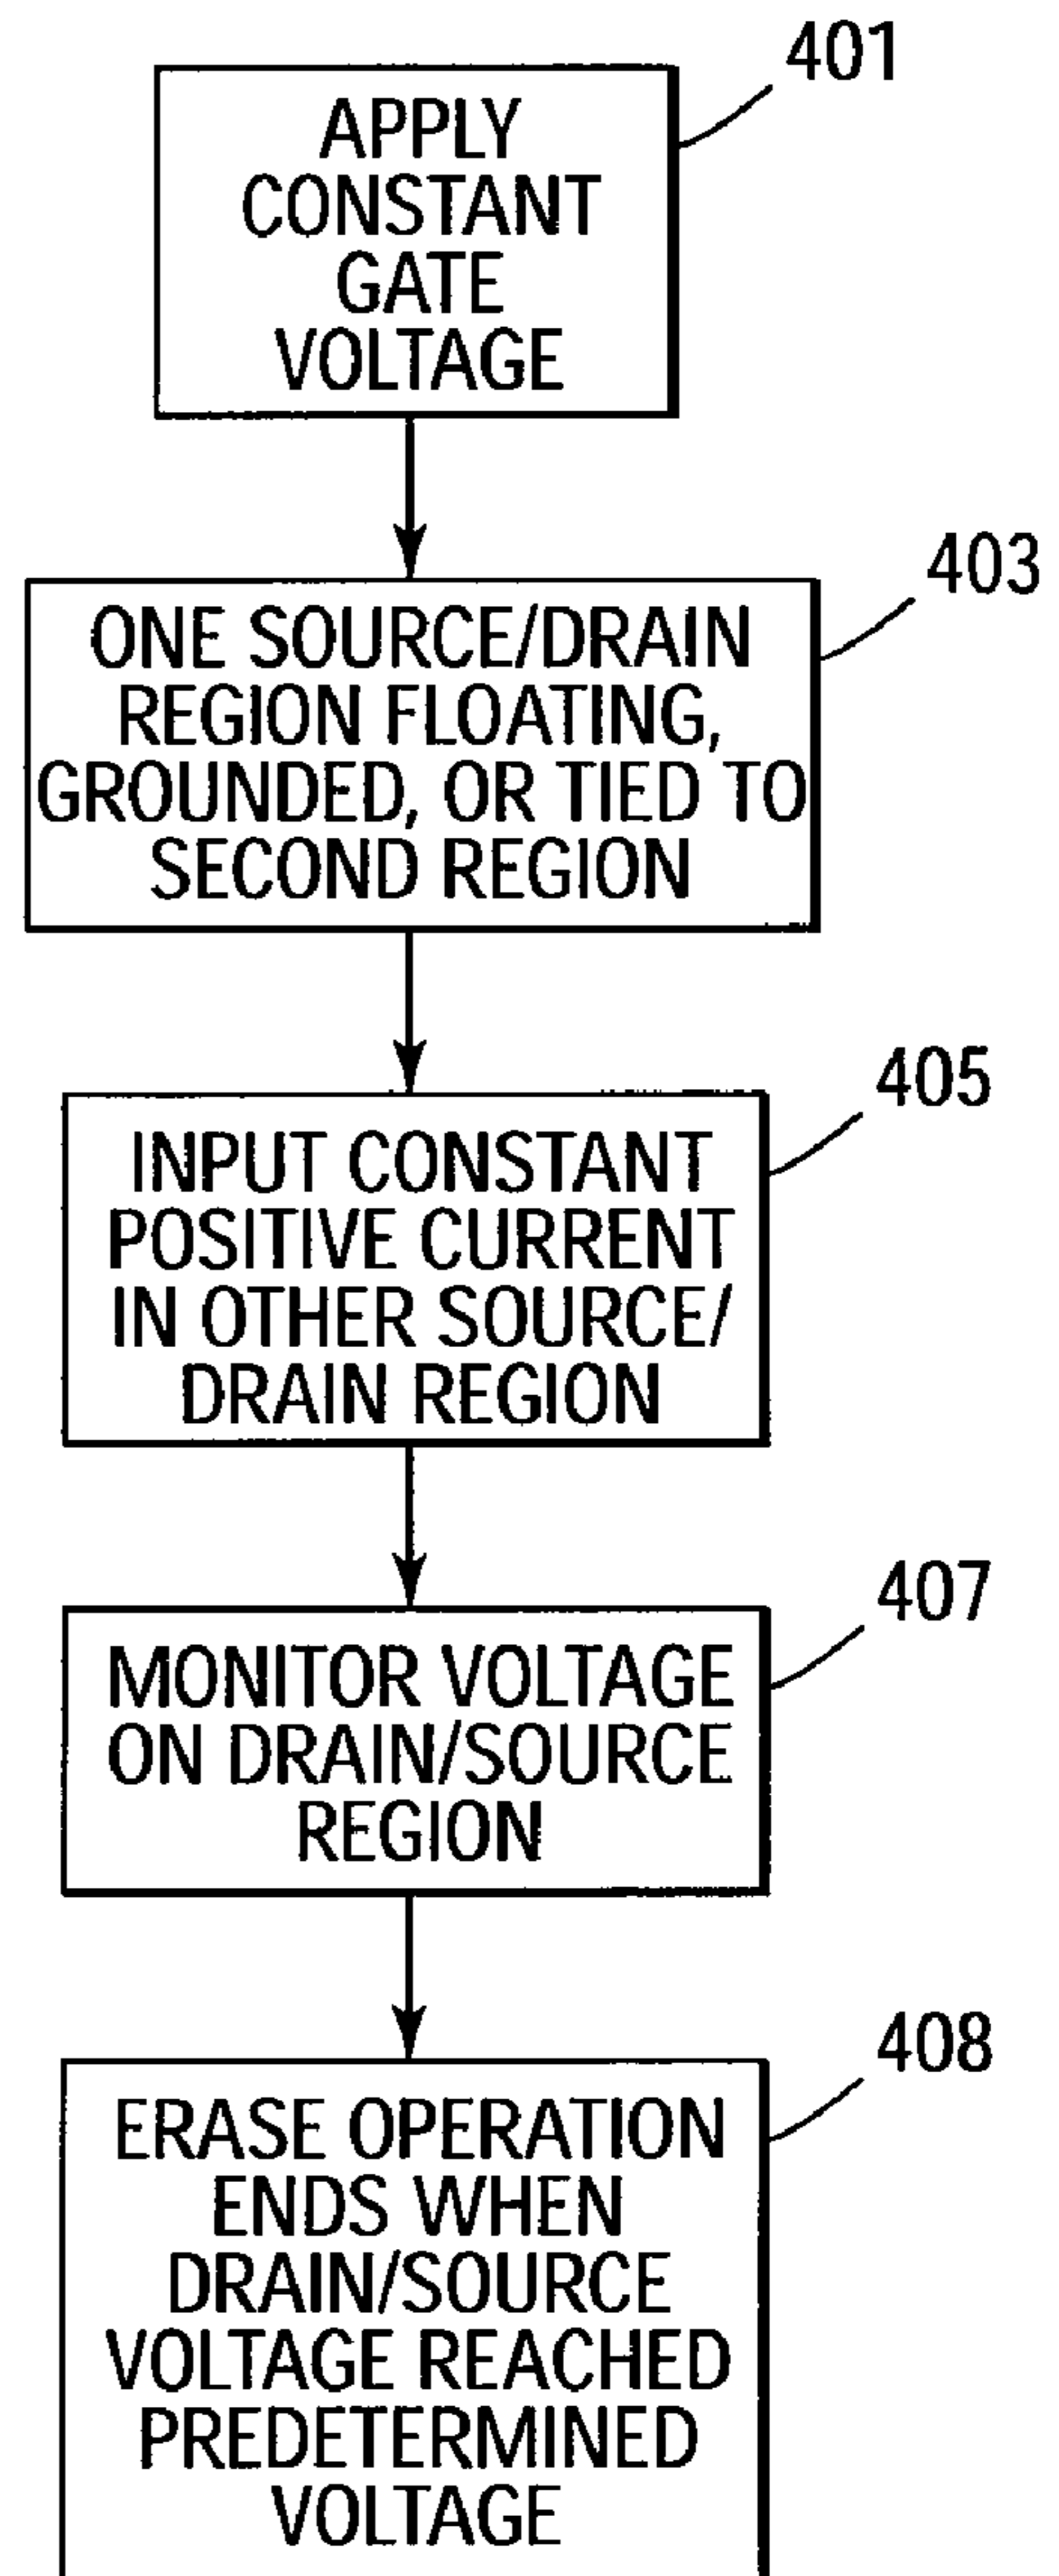 401
APPLY
CONSTANT
GATE
VOLTAGE
403
ONE SOURCE/DRAIN
REGION FLOATING,
GROUNDED, OR TIED TO
SECOND REGION
405
INPUT CONSTANT
POSITIVE CURRENT
IN OTHER SOURCE/
DRAIN REGION
407
MONITOR VOLTAGE
ON DRAIN/SOURCE
REGION
408
ERASE OPERATION
ENDS WHEN
DRAIN/SOURCE
VOLTAGE REACHED
PREDETERMINED
VOLTAGE